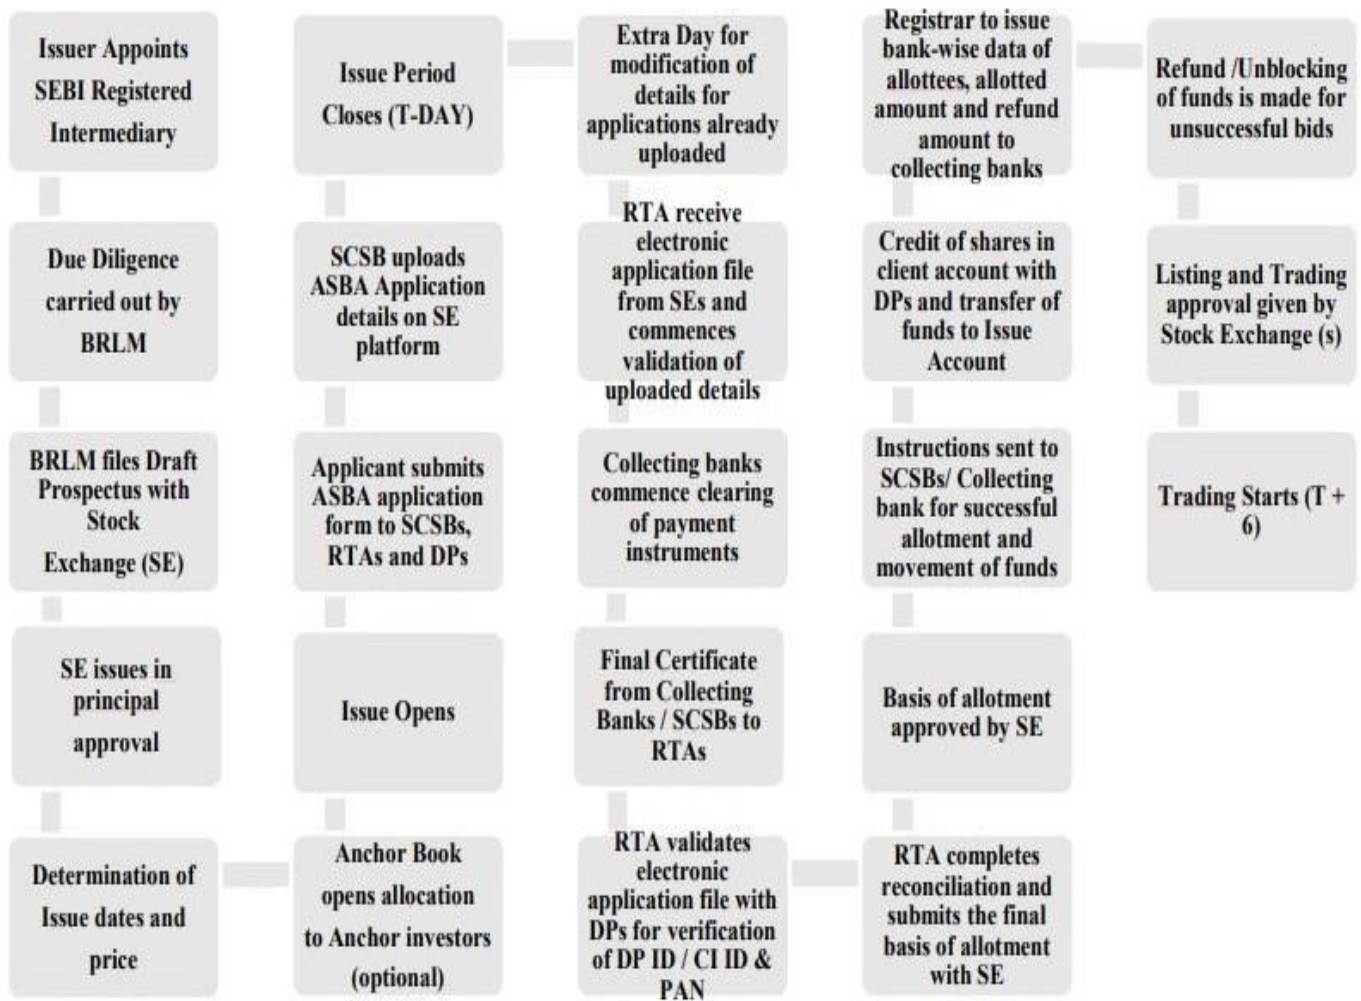 Issuer Appoints
SEBI Registered
Intermediary
Due Diligence
carried out by
BRLM
BRLM files Draft
Prospectus with
Stock
Exchange (SE)
SE issues in
principal
approval
Determination of
Issue dates and
price
Anchor Book
opens allocation
to Anchor investors
(optional)
Issue Opens
Applicant submits
ASBA application
form to SCSBs,
RTAs and DPs
SCSB uploads
ASBA Application
details on SE
platform
Issue Period
Closes (T-DAY)
Extra Day for
modification of
details for
applications already
uploaded
RTA receive
electronic
application file
from SEs and
commences
validation of
uploaded details
Collecting banks
commence clearing
of payment
instruments
Final Certificate
from Collecting
Banks / SCSBs to
RTAs
RTA validates
electronic
application file with
DPs for verification
of DP ID / CI ID &
PAN
RTA completes
reconciliation and
submits the final
basis of allotment
with SE
Basis of allotment
approved by SE
Instructions sent to
SCSBs/ Collecting
bank for successful
allotment and
movement of funds
Credit of shares in
client account with
DPs and transfer of
funds to Issue
Account
Registrar to issue
bank-wise data of
allottees, allotted
amount and refund
amount to
collecting banks
Refund /Unblocking
of funds is made for
unsuccessful bids
Listing and Trading
approval given by
Stock Exchange (s)
Trading Starts (T +
6)